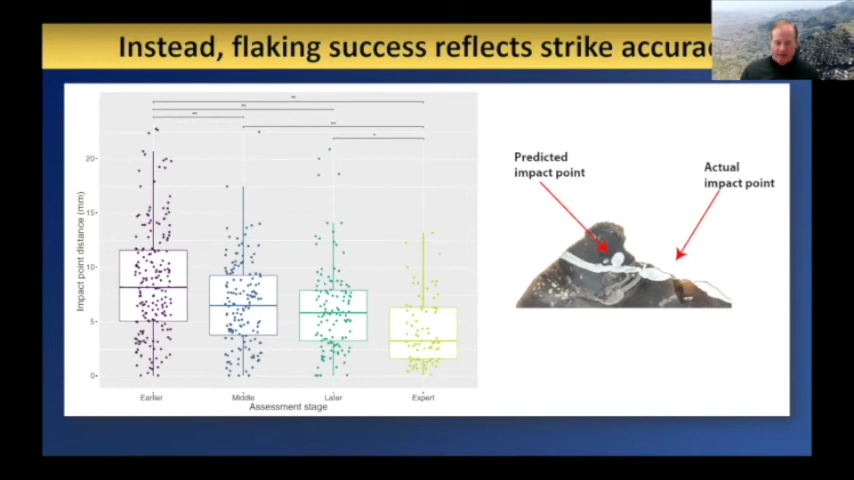 Instead, flaking success reflects strike accura
**
**
**
**
*
20
15
10
5
0
Impact point distance (mm)
Earlier
Middle
Later
Expert
Assessment stage
Predicted
impact point
Actual
impact point